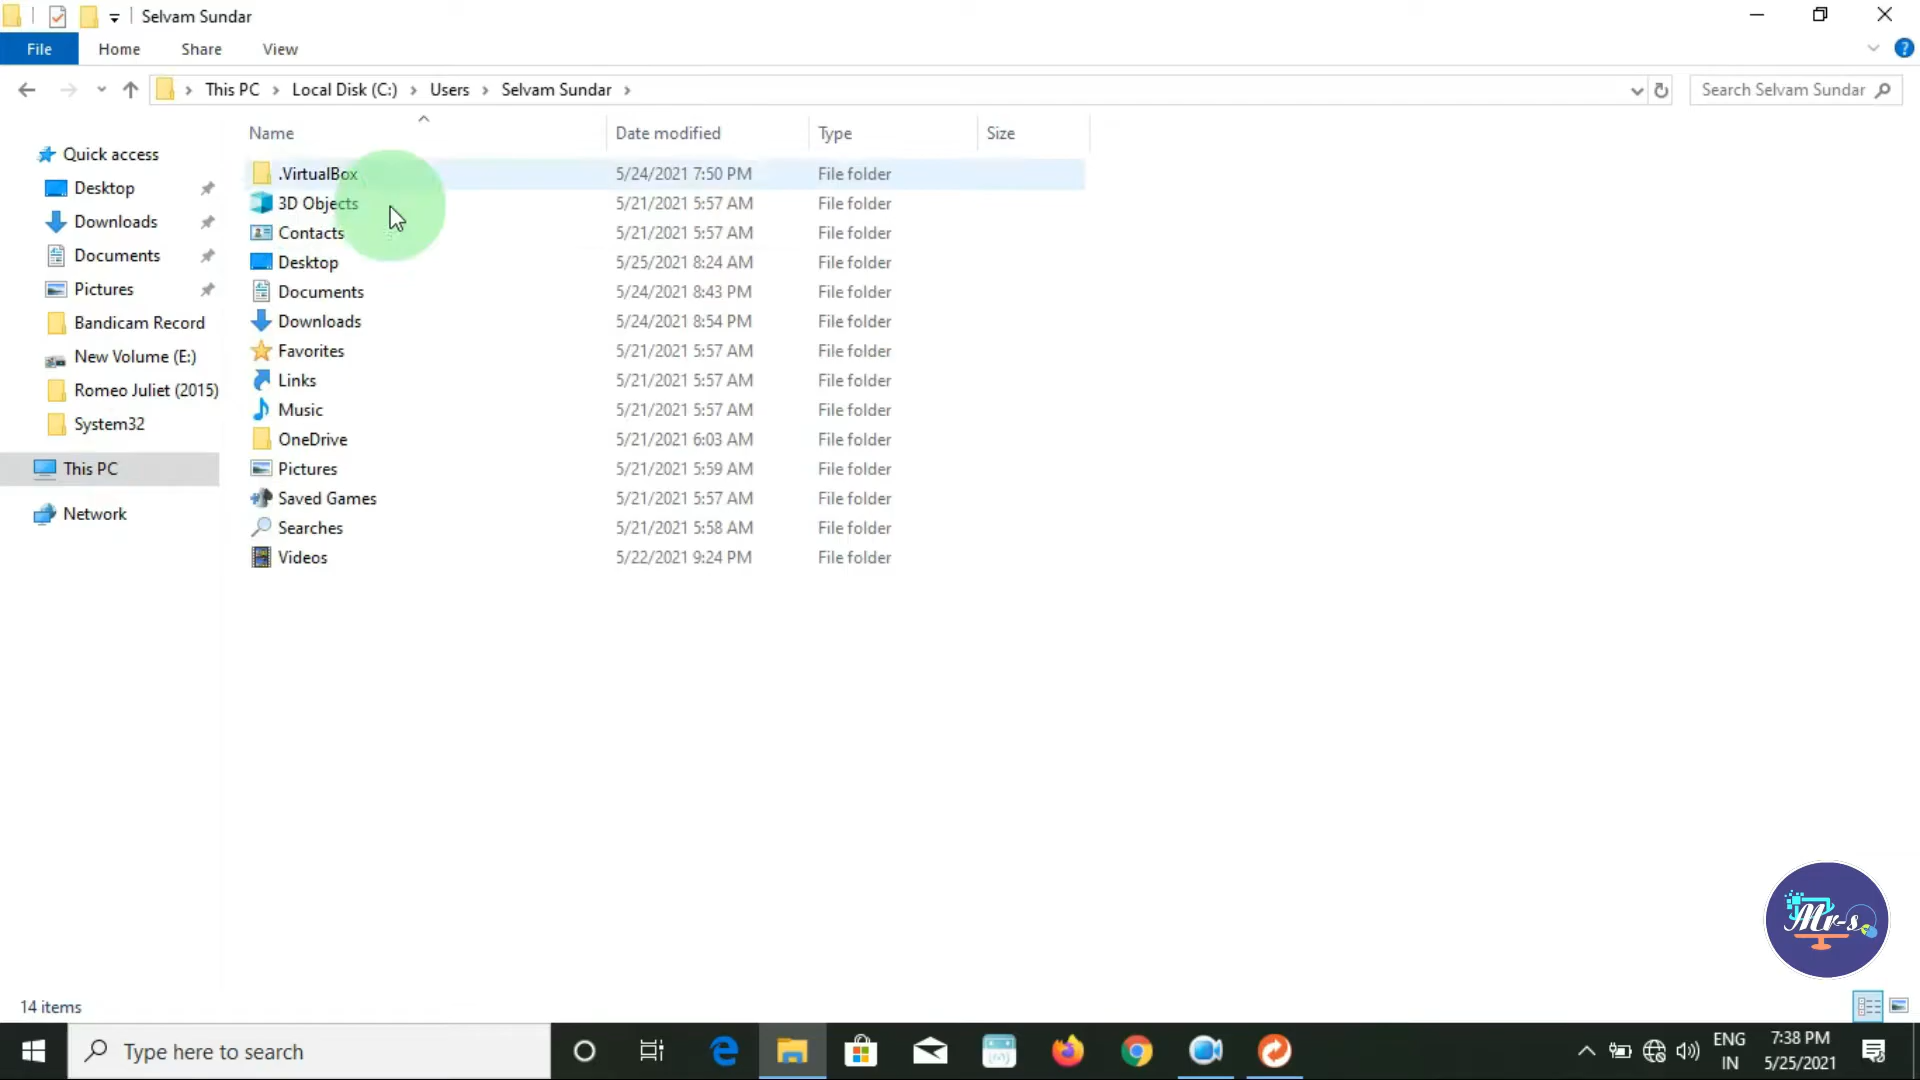 Selvam Sundar
File Home Share View
This PC Local Disk (C:) Users Selvam Sundar
Search Selvam Sundar
Name Date modified Type Size
Quick access
Desktop
Downloads
Documents
Pictures
Bandicam Record
New Volume (E:)
Romeo Juliet (2015)
System32
This PC
Network
.VirtualBox 5/24/2021 7:50 PM File folder
3D Objects 5/21/2021 5:57 AM File folder
Contacts 5/21/2021 5:57 AM File folder
Desktop 5/25/2021 8:24 AM File folder
Documents 5/24/2021 8:43 PM File folder
Downloads 5/24/2021 8:54 PM File folder
Favorites 5/21/2021 5:57 AM File folder
Links 5/21/2021 5:57 AM File folder
Music 5/21/2021 5:57 AM File folder
OneDrive 5/21/2021 6:03 AM File folder
Pictures 5/21/2021 5:59 AM File folder
Saved Games 5/21/2021 5:57 AM File folder
Searches 5/21/2021 5:58 AM File folder
Videos 5/22/2021 9:24 PM File folder
Mr-s
14 items
Type here to search
ENG
IN
7:38 PM
5/25/2021